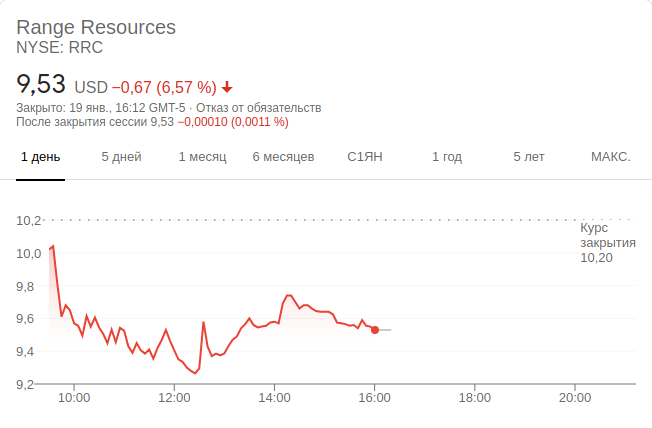 Range Resources
NYSE: RRC
9,53 USD −0,67 (6,57 %)
Закрыто: 19 янв., 16:12 GMT-5 · Отказ от обязательств
После закрытия сессии 9,53 −0,00010 (0,0011 %)
1 день 5 дней 1 месяц 6 месяцев С1ЯН 1 год 5 лет МАКС.
10,2
Курс
закрытия
10,20
10,0
9,8
9,6
9,4
9,2
10:00 12:00 14:00 16:00 18:00 20:00